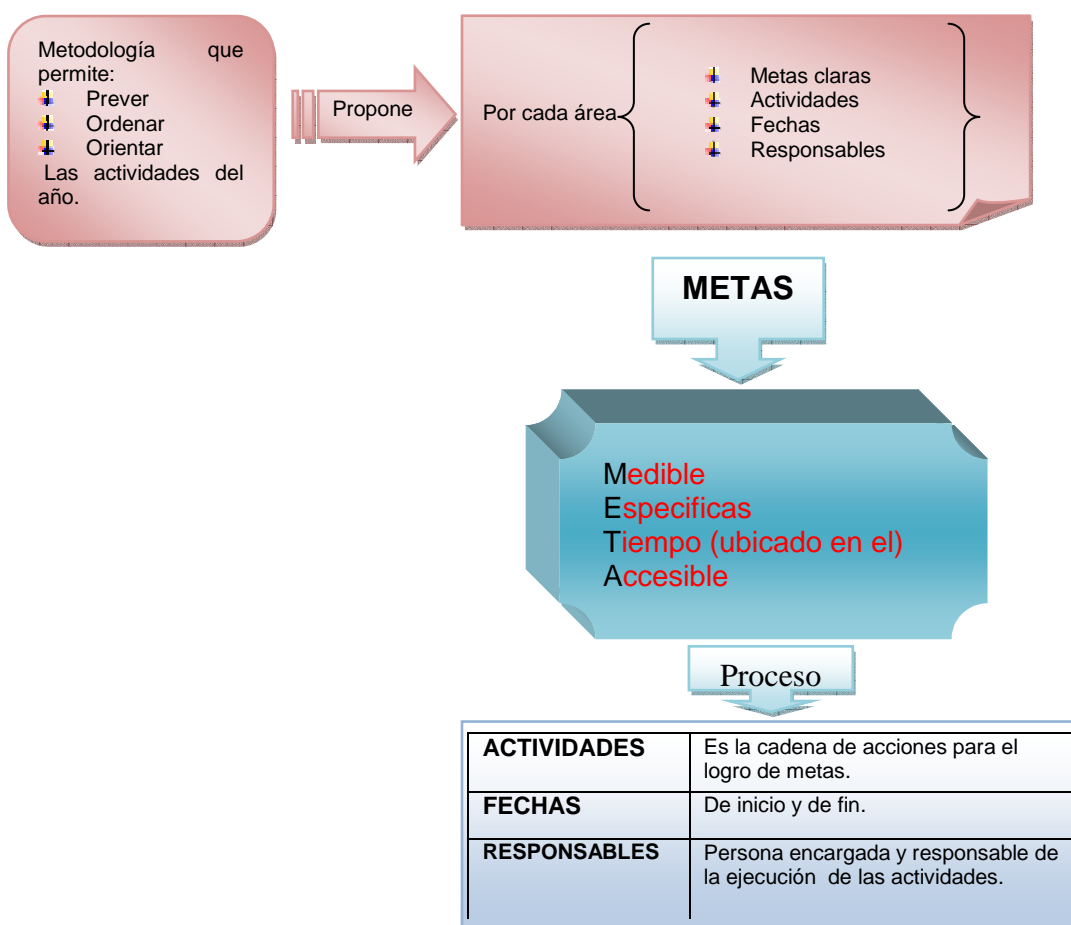 Metodología que
permite:
Prever
Ordenar
Orientar
Las actividades del
año.
Propone
Por cada área
Metas claras
Actividades
Fechas
Responsables
METAS
Medible
Especificas
Tiempo (ubicado en el)
Accesible
Proceso
ACTIVIDADES
Es la cadena de acciones para el
logro de metas.
FECHAS
De inicio y de fin.
RESPONSABLES
Persona encargada y responsable de
la ejecución de las actividades.